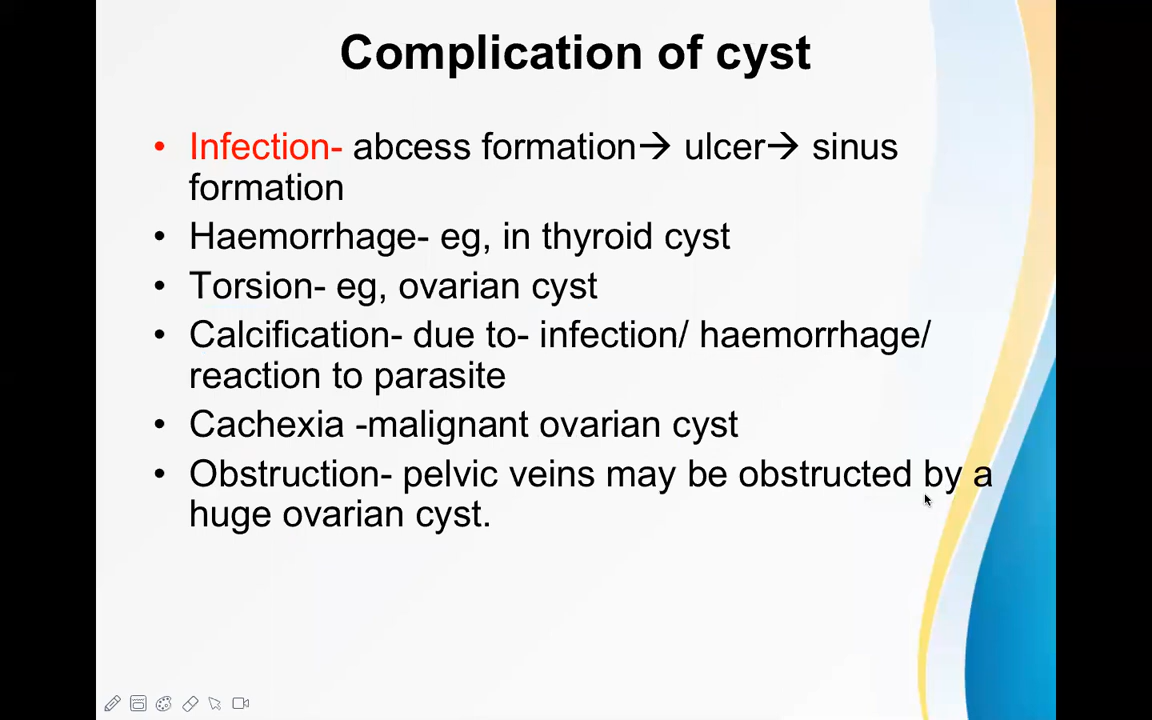 Complication of cyst
• Infection- abcess formation→ ulcer→ sinus
formation
• Haemorrhage- eg, in thyroid cyst
• Torsion- eg, ovarian cyst
• Calcification- due to- infection/ haemorrhage/
reaction to parasite
• Cachexia -malignant ovarian cyst
• Obstruction- pelvic veins may be obstructed by a
huge ovarian cyst.